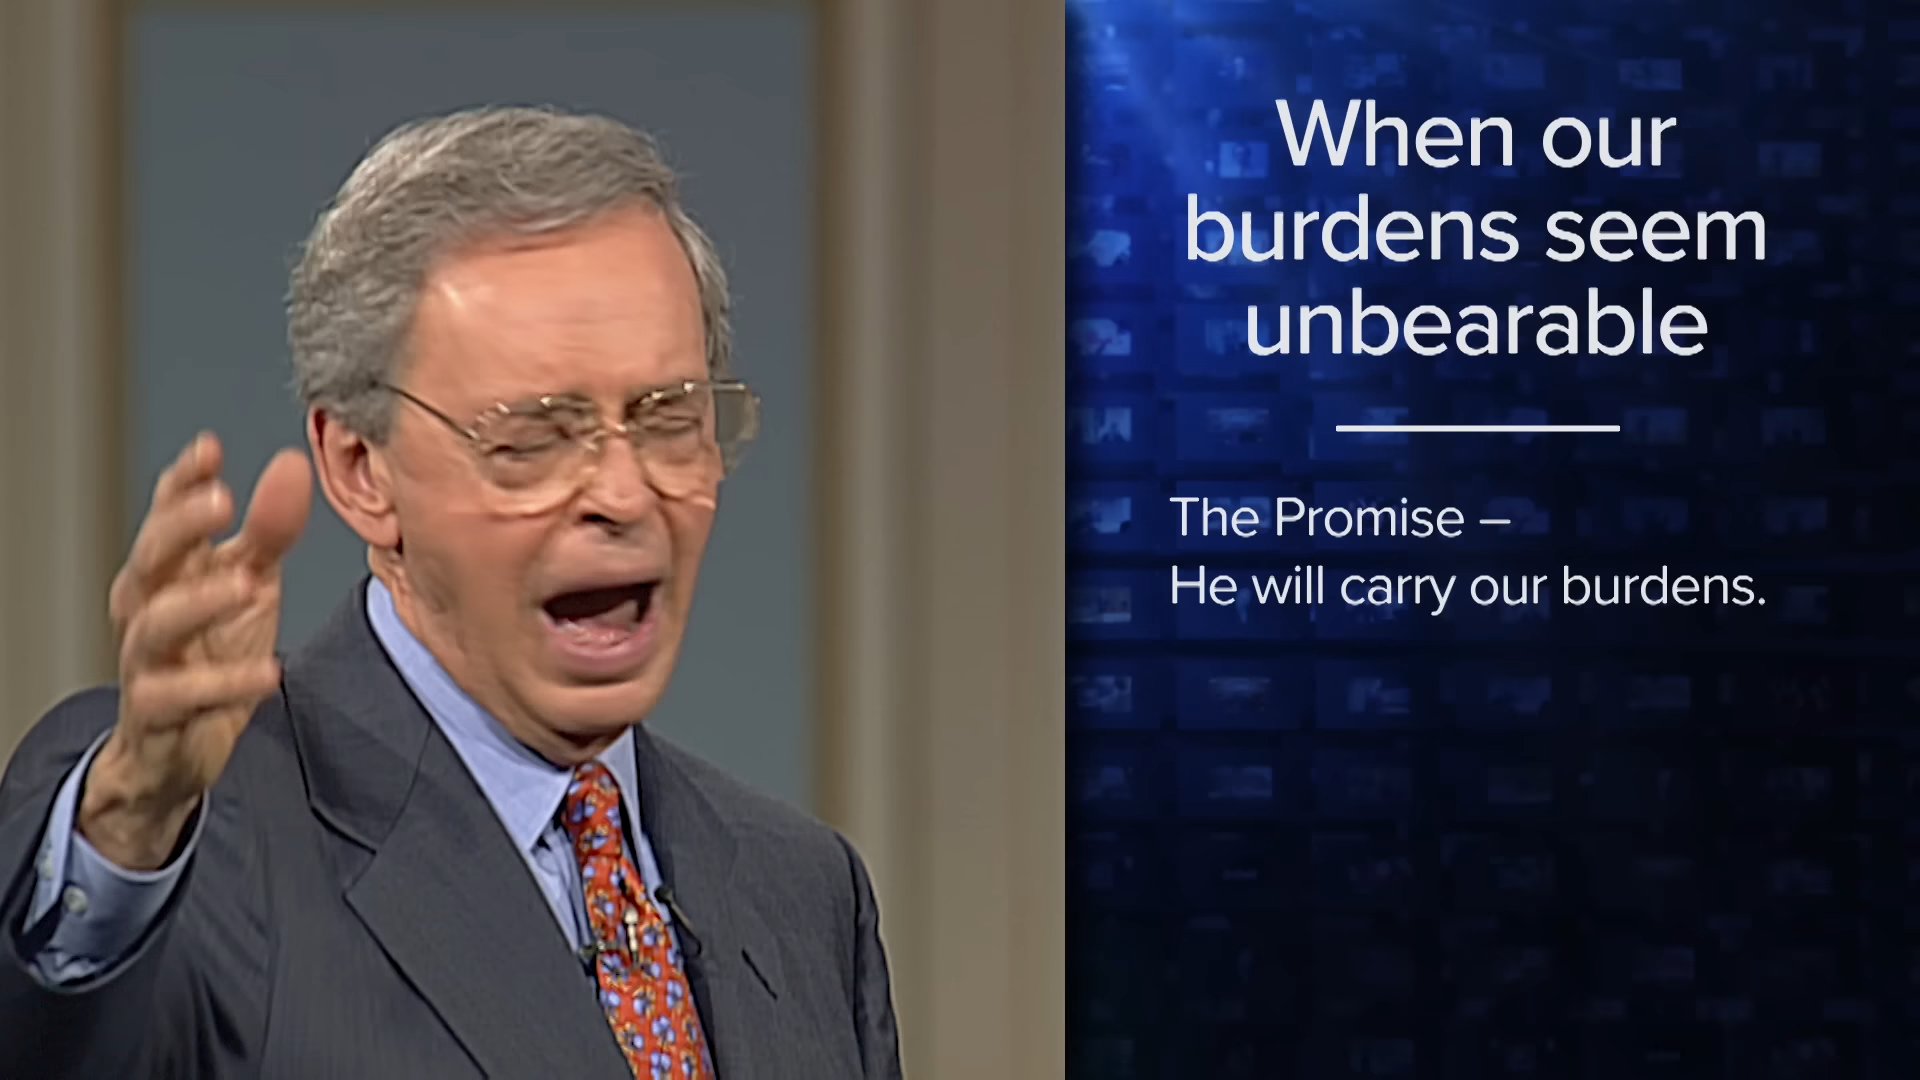 When our
burdens seem
unbearable
The Promise –
He will carry our burdens.